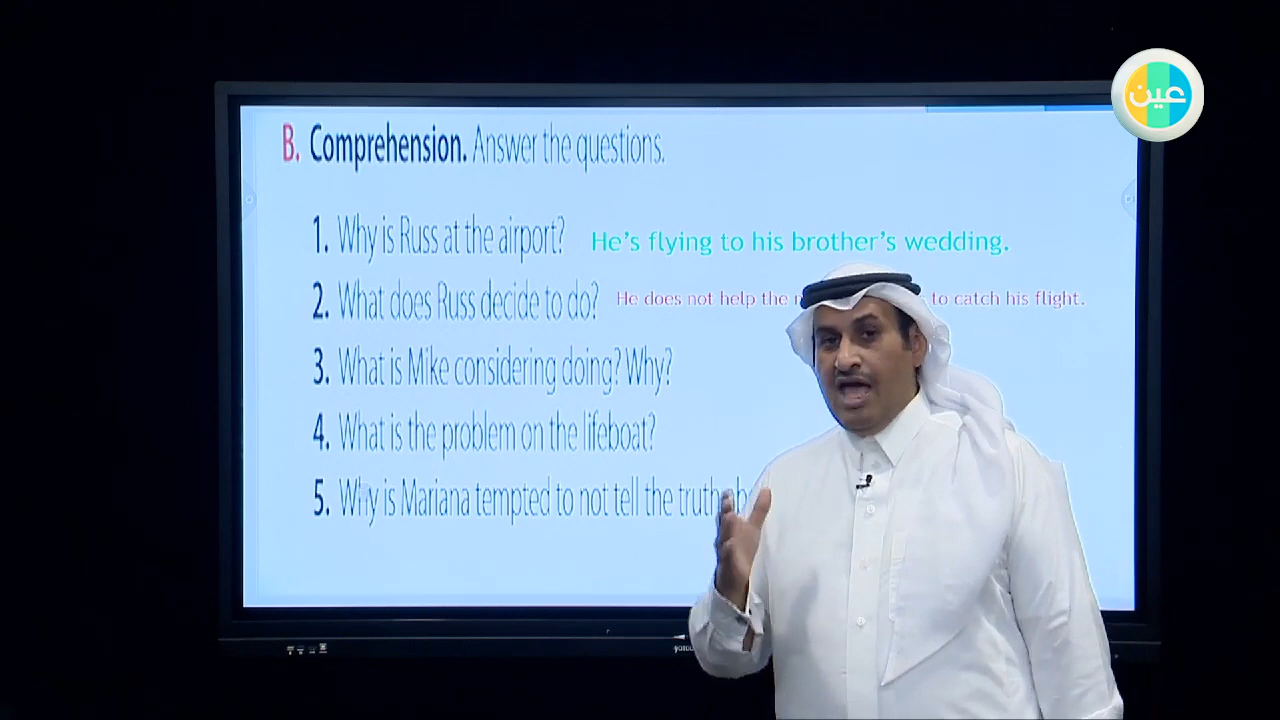 عين
B. Comprehension. Answer the questions.
1. Why is Russ at the airport? He's flying to his brother's wedding.
2. What does Russ decide to do? He does not help the to catch his flight.
3. What is Mike considering doing? Why?
4. What is the problem on the lifeboat?
5. Why is Mariana tempted to not tell the truth